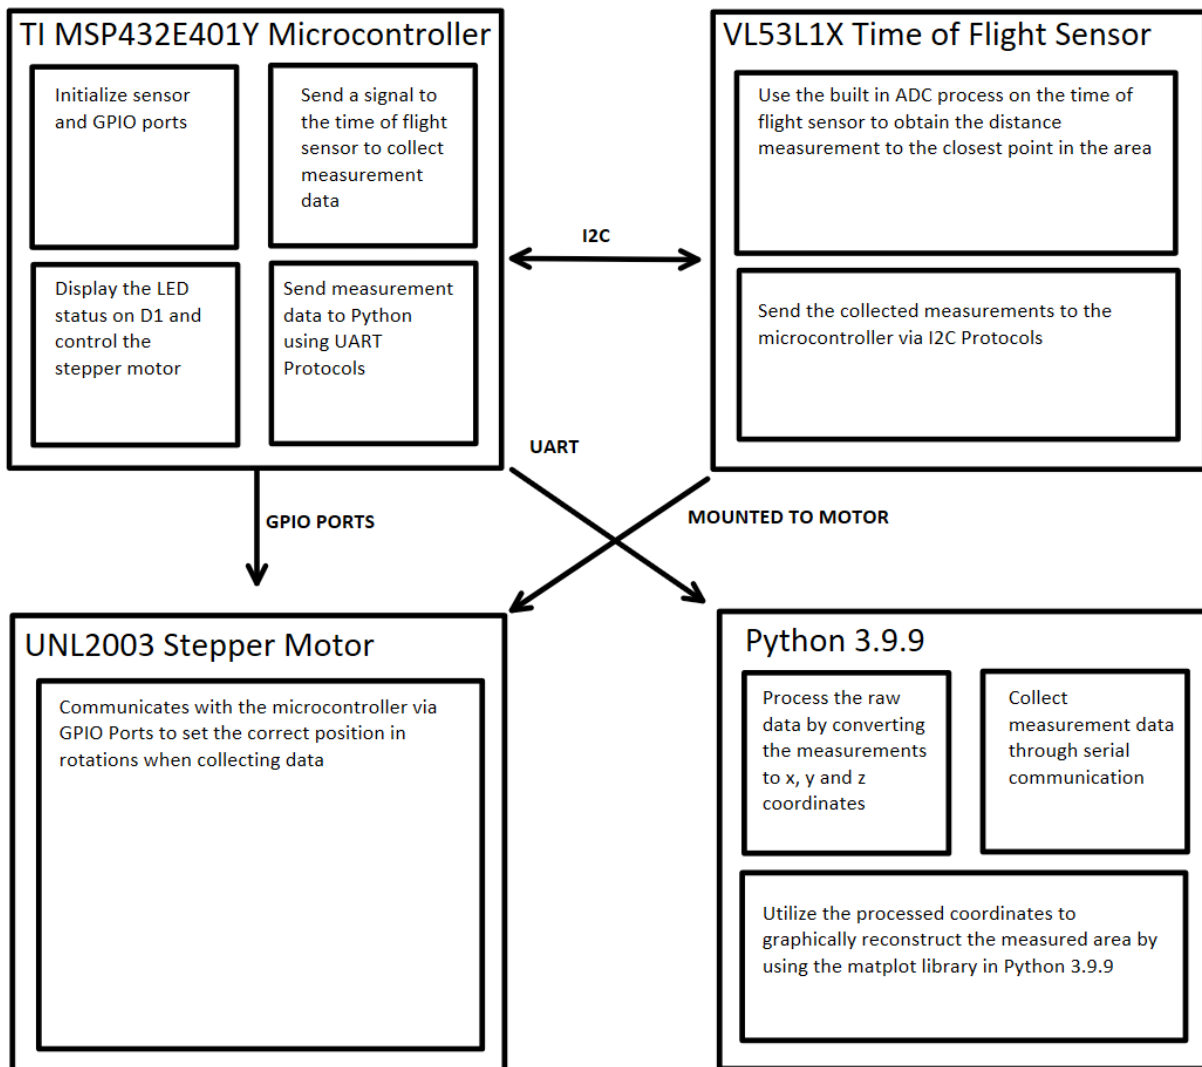 TI MSP432E401Y Microcontroller
Initialize sensor
and GPIO ports
Send a signal to
the time of flight
sensor to collect
measurement
data
Display the LED
status on D1 and
control the
stepper motor
Send measurement
data to Python
using UART
Protocols
I2C
VL53L1X Time of Flight Sensor
Use the built in ADC process on the time of
flight sensor to obtain the distance
measurement to the closest point in the area
Send the collected measurements to the
microcontroller via I2C Protocols
UART
GPIO PORTS
MOUNTED TO MOTOR
UNL2003 Stepper Motor
Communicates with the microcontroller via
GPIO Ports to set the correct position in
rotations when collecting data
Python 3.9.9
Process the raw
data by converting
the measurements
to x, y and z
coordinates
Collect
measurement data
through serial
communication
Utilize the processed coordinates to
graphically reconstruct the measured area by
using the matplot library in Python 3.9.9